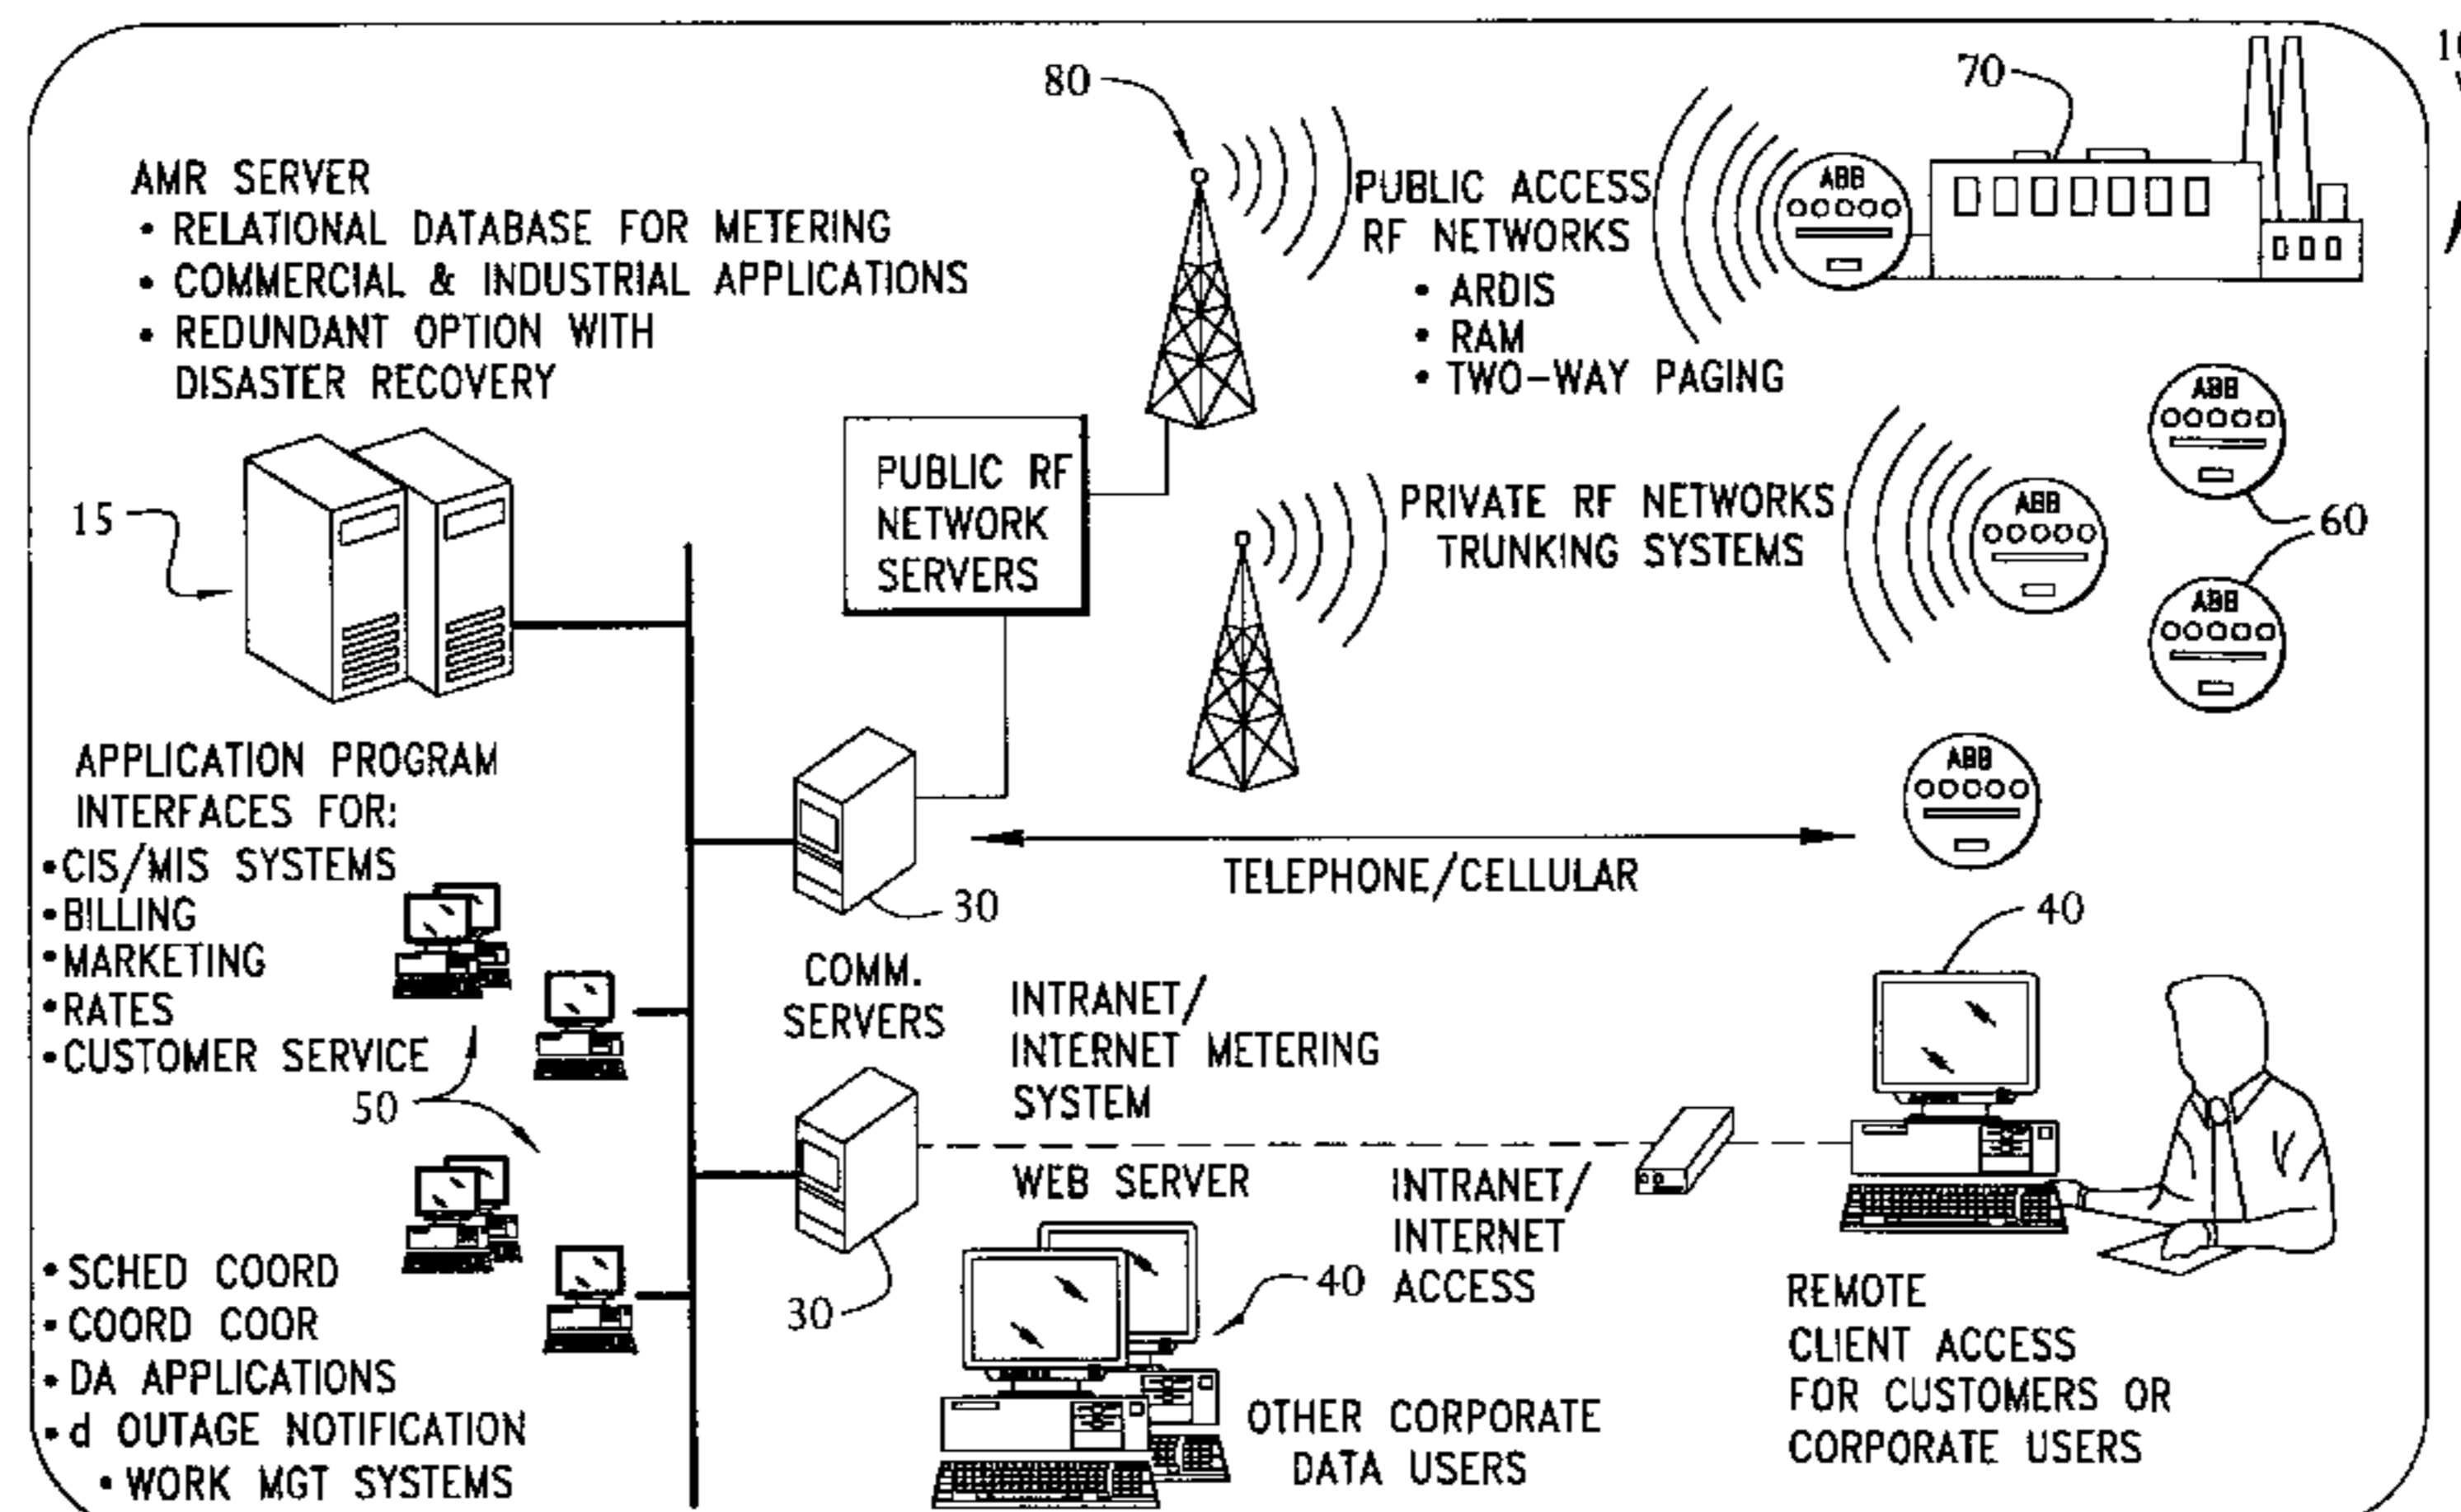 80
70
AMR SERVER
• RELATIONAL DATABASE FOR METERING
• COMMERCIAL & INDUSTRIAL APPLICATIONS
• REDUNDANT OPTION WITH
DISASTER RECOVERY
PUBLIC ACCESS
RF NETWORKS
• ARDIS
• RAM
• TWO-WAY PAGING
ABB
ABB
60
PUBLIC RF
NETWORK
SERVERS
PRIVATE RF NETWORKS
TRUNKING SYSTEMS
ABB
ABB
15
APPLICATION PROGRAM
INTERFACES FOR:
• CIS/MIS SYSTEMS
• BILLING
• MARKETING
• RATES
• CUSTOMER SERVICE
50
TELEPHONE/CELLULAR
ABB
30
COMM.
SERVERS
INTRANET/
INTERNET METERING
SYSTEM
40
WEB SERVER
INTRANET/
INTERNET
ACCESS
30
40
• SCHED COORD
• COORD COOR
• DA APPLICATIONS
• d OUTAGE NOTIFICATION
• WORK MGT SYSTEMS
OTHER CORPORATE
DATA USERS
REMOTE
CLIENT ACCESS
FOR CUSTOMERS OR
CORPORATE USERS